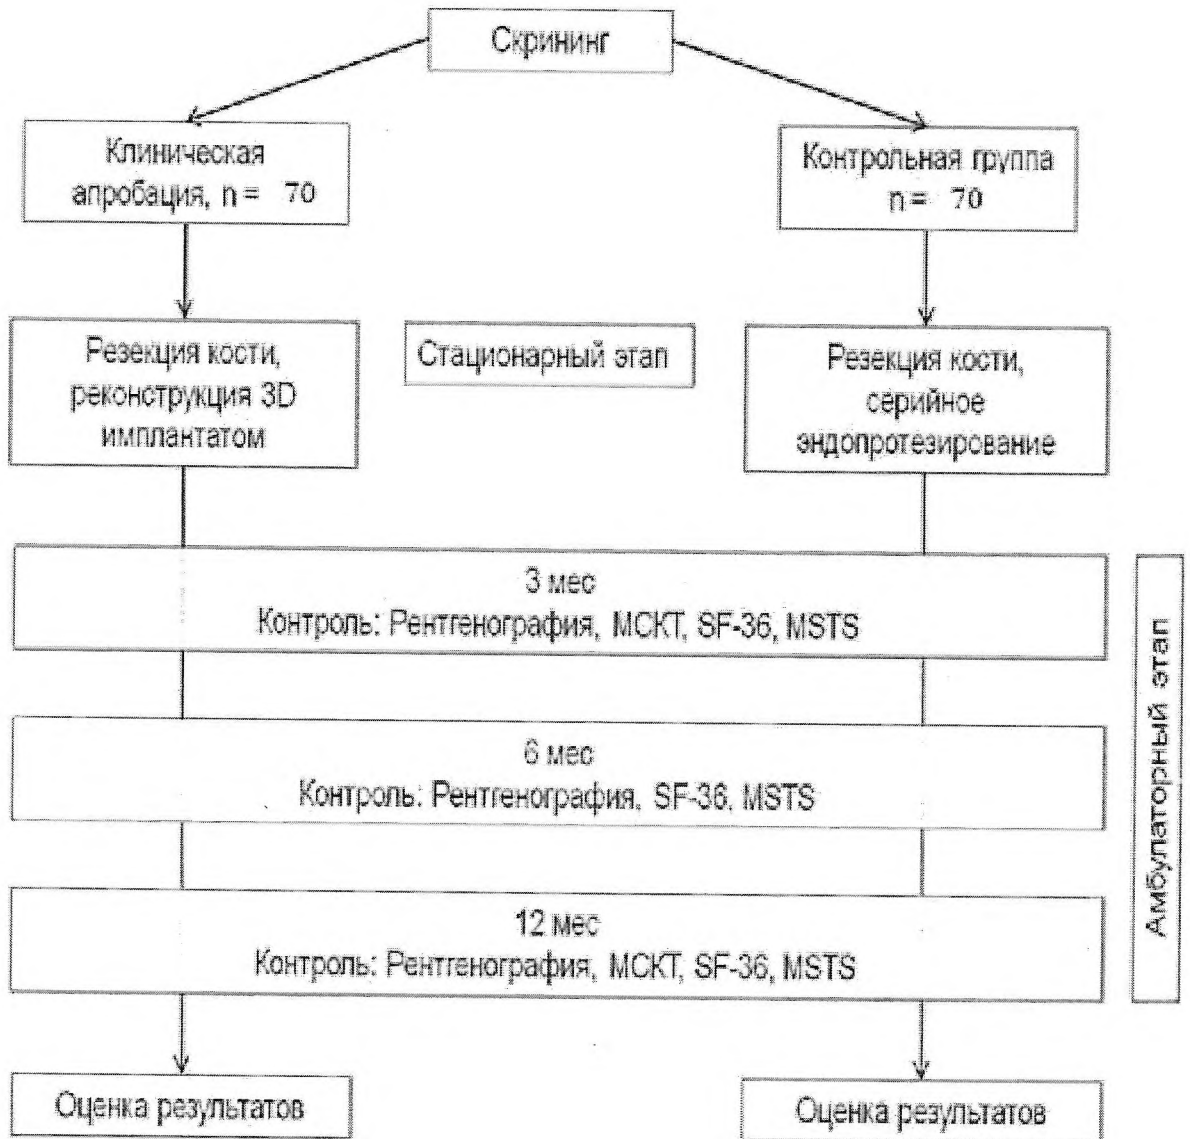 Скрининг
Клиническая
апробация, n = 70
Контрольная группа
n = 70
Резекция кости,
реконструкция 3D
имплантатом
Стационарный этап
Резекция кости,
серийное
эндопротезирование
3 мес
Контроль: Рентгенография, МСКТ, SF-36, MSTS
6 мес
Контроль: Рентгенография, SF-36, MSTS
12 мес
Контроль: Рентгенография, МСКТ, SF-36, MSTS
Амбулаторный этап
Оценка результатов
Оценка результатов